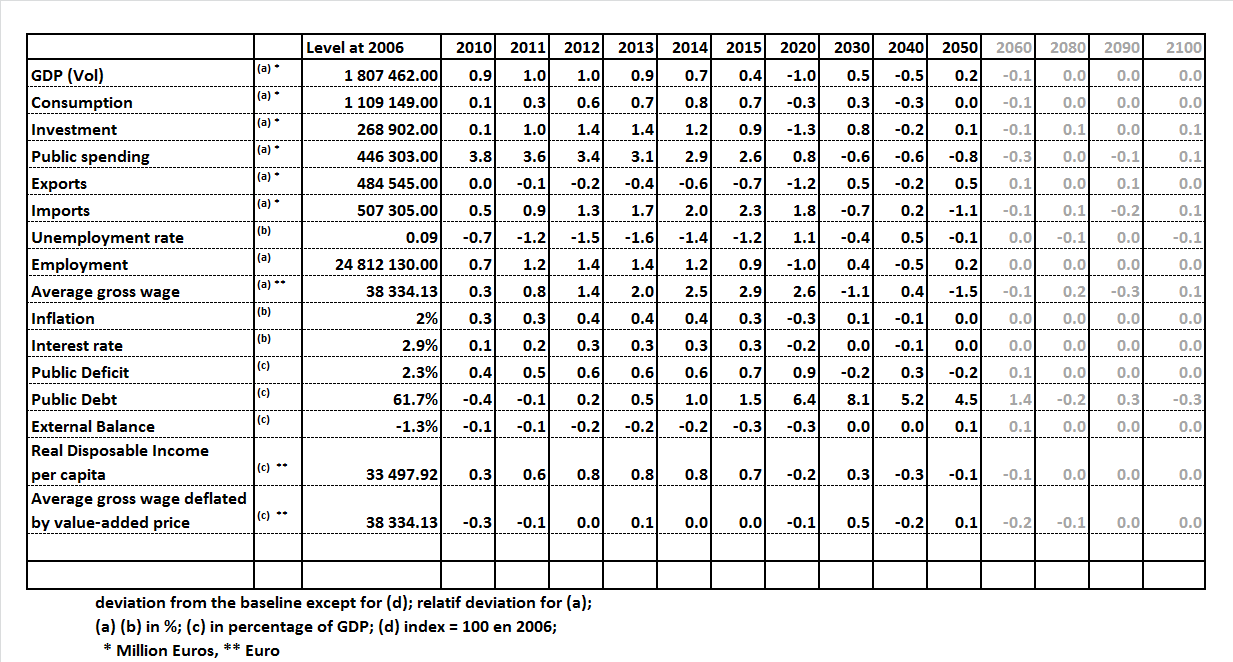 Level at 2006 2010 2011 2012 2013 2014 2015 2020 2030 2040 2050 2060 2080 2090 2100
GDP (Vol) (a) * 1 807 462.00 0.9 1.0 1.0 0.9 0.7 0.4 -1.0 0.5 -0.5 0.2 -0.1 0.0 0.0 0.0
Consumption (a) * 1 109 149.00 0.1 0.3 0.6 0.7 0.8 0.7 -0.3 0.3 -0.3 0.0 -0.1 0.0 0.0 0.0
Investment (a) * 268 902.00 0.1 1.0 1.4 1.4 1.2 0.9 -1.3 0.8 -0.2 0.1 -0.1 0.1 0.0 0.1
Public spending (a) * 446 303.00 3.8 3.6 3.4 3.1 2.9 2.6 0.8 -0.6 -0.6 -0.8 -0.3 0.0 -0.1 0.1
Exports (a) * 484 545.00 0.0 -0.1 -0.2 -0.4 -0.6 -0.7 -1.2 0.5 -0.2 0.5 0.1 0.0 0.1 0.0
Imports (a) * 507 305.00 0.5 0.9 1.3 1.7 2.0 2.3 1.8 -0.7 0.2 -1.1 -0.1 0.1 -0.2 0.1
Unemployment rate (b) 0.09 -0.7 -1.2 -1.5 -1.6 -1.4 -1.2 1.1 -0.4 0.5 -0.1 0.0 -0.1 0.0 -0.1
Employment (a) 24 812 130.00 0.7 1.2 1.4 1.4 1.2 0.9 -1.0 0.4 -0.5 0.2 0.0 0.0 0.0 0.0
Average gross wage (a) ** 38 334.13 0.3 0.8 1.4 2.0 2.5 2.9 2.6 -1.1 0.4 -1.5 -0.1 0.2 -0.3 0.1
Inflation (b) 2% 0.3 0.3 0.4 0.4 0.4 0.3 -0.3 0.1 -0.1 0.0 0.0 0.0 0.0 0.0
Interest rate (b) 2.9% 0.1 0.2 0.3 0.3 0.3 0.3 -0.2 0.0 -0.1 0.0 0.0 0.0 0.0 0.0
Public Deficit (c) 2.3% 0.4 0.5 0.6 0.6 0.6 0.7 0.9 -0.2 0.3 -0.2 0.1 0.0 0.0 0.0
Public Debt (c) 61.7% -0.4 -0.1 0.2 0.5 1.0 1.5 6.4 8.1 5.2 4.5 1.4 -0.2 0.3 -0.3
External Balance (c) -1.3% -0.1 -0.1 -0.2 -0.2 -0.2 -0.3 -0.3 0.0 0.0 0.1 0.1 0.0 0.0 0.0
Real Disposable Income
per capita (c) ** 33 497.92 0.3 0.6 0.8 0.8 0.8 0.7 -0.2 0.3 -0.3 -0.1 -0.1 0.0 0.0 0.0
Average gross wage deflated
by value-added price (c) ** 38 334.13 -0.3 -0.1 0.0 0.1 0.0 0.0 -0.1 0.5 -0.2 0.1 -0.2 -0.1 0.0 0.0
deviation from the baseline except for (d); relatif deviation for (a);
(a) (b) in %; (c) in percentage of GDP; (d) index = 100 en 2006;
* Million Euros, ** Euro